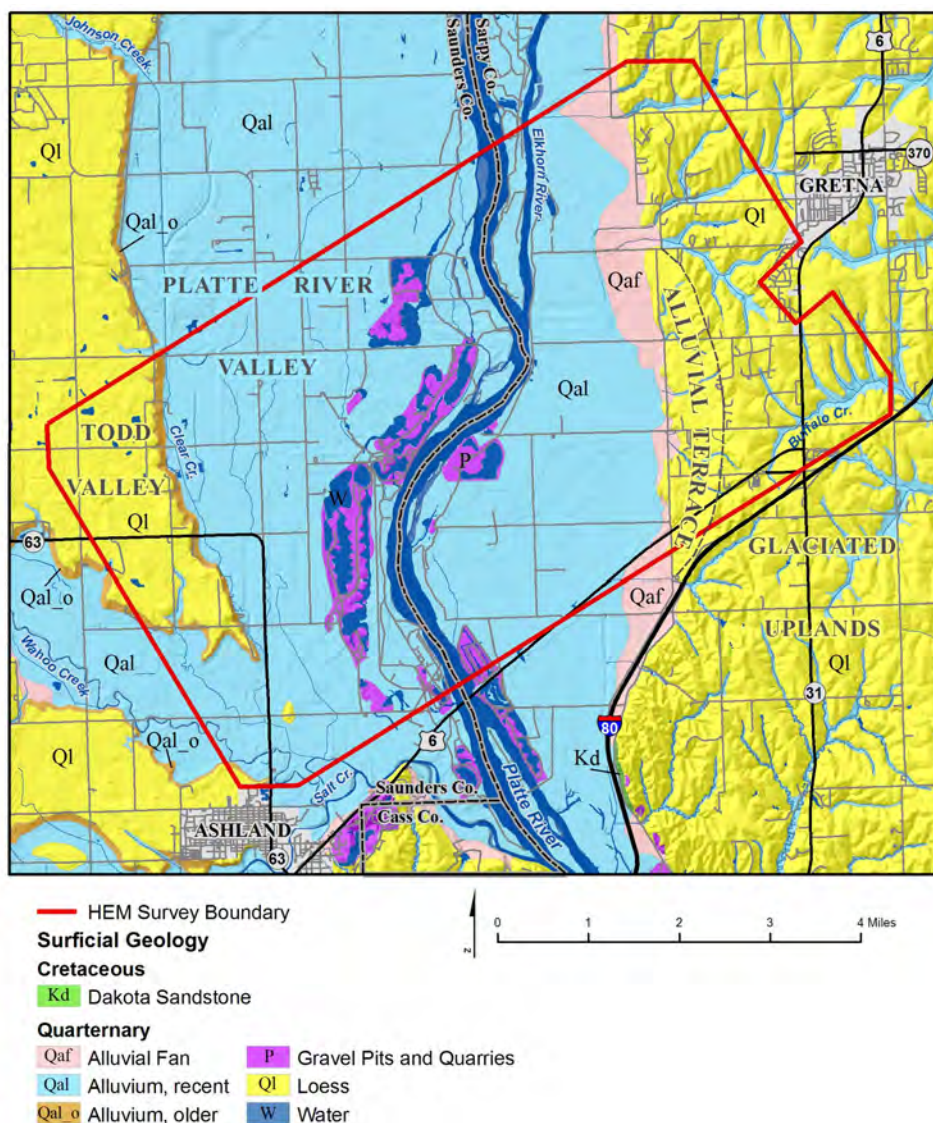 Johnson Creek
Saunders Co.
Sarpy Co.
6
Qal
Ql
Elkhorn River
370
GRETNA
Qal_o
Ql
PLATTE RIVER
Qaf
VALLEY
ALLUVIAL TERRACE
Qal
TODD
Clear Cr.
Buffalo Cr.
P
VALLEY
W
Ql
63
GLACIATED
Qal_o
Qaf
UPLANDS
Qal
Ql
Wahoo Creek
31
Qal_o
80
6
Ql
Kd
Salt Cr.
Saunders Co.
Platte River
Cass Co.
ASHLAND
63
HEM Survey Boundary
Surficial Geology
Cretaceous
Kd Dakota Sandstone
Quarternary
Qaf Alluvial Fan
P Gravel Pits and Quarries
Qal Alluvium, recent
Ql Loess
Qal_o Alluvium, older
W Water
N
0 1 2 3 4 Miles